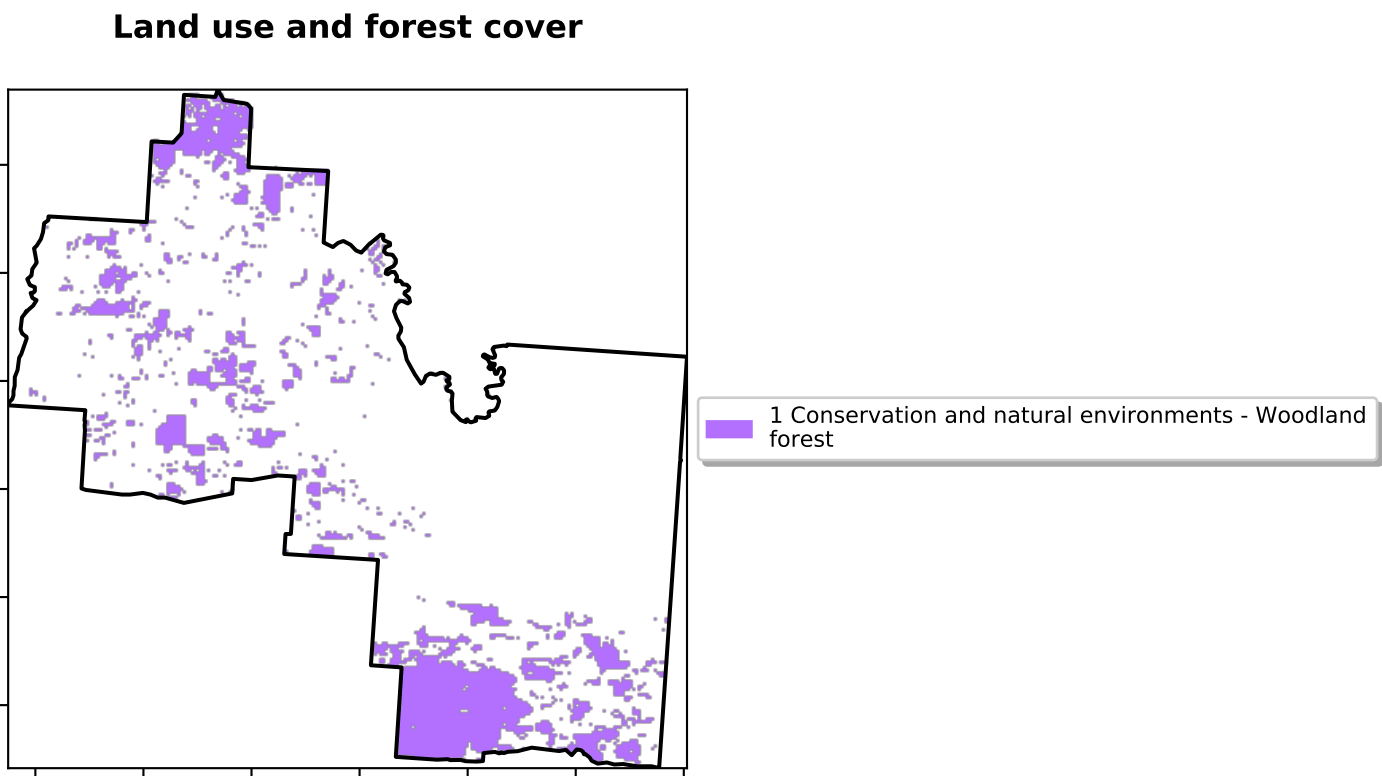 Land use and forest cover
1 Conservation and natural environments - Woodland
forest